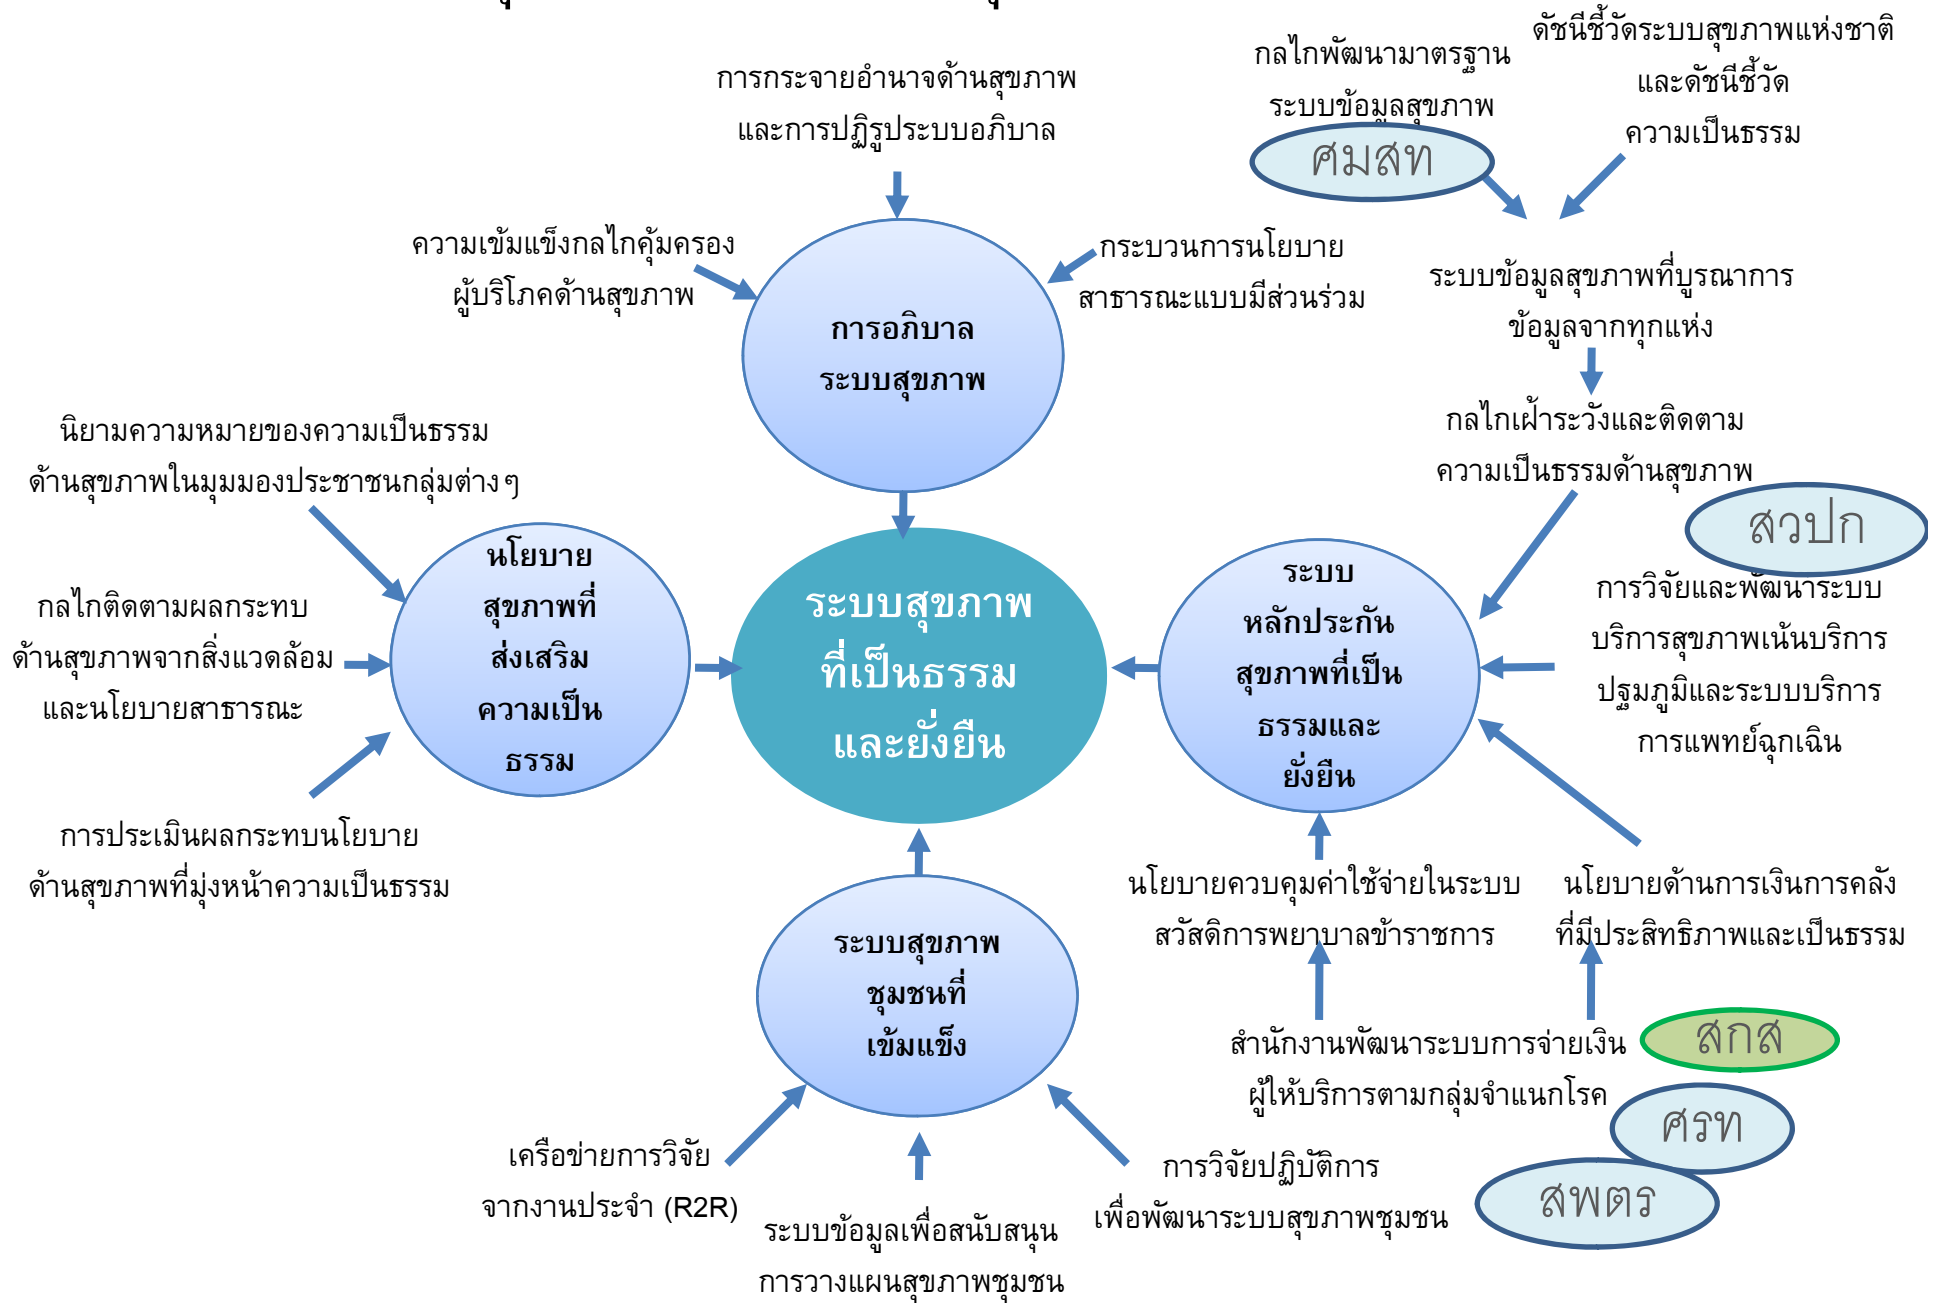 การกระจายอำนาจด้านสุขภาพ
และการปฏิรูประบบอภิบาล
กลไกพัฒนามาตรฐาน
ระบบข้อมูลสุขภาพ
ศมสท
ดัชนีชี้วัดระบบสุขภาพแห่งชาติ
และดัชนีชี้วัด
ความเป็นธรรม
ความเข้มแข็งกลไกคุ้มครอง
ผู้บริโภคด้านสุขภาพ
กระบวนการนโยบาย
สาธารณะแบบมีส่วนร่วม
ระบบข้อมูลสุขภาพที่บูรณาการ
ข้อมูลจากทุกแห่ง
การอภิบาล
ระบบสุขภาพ
กลไกเฝ้าระวังและติดตาม
ความเป็นธรรมด้านสุขภาพ
สวปก
นิยามความหมายของความเป็นธรรม
ด้านสุขภาพในมุมมองประชาชนกลุ่มต่างๆ
กลไกติดตามผลกระทบ
ด้านสุขภาพจากสิ่งแวดล้อม
และนโยบายสาธารณะ
นโยบาย
สุขภาพที่
ส่งเสริม
ความเป็น
ธรรม
ระบบสุขภาพ
ที่เป็นธรรม
และยั่งยืน
ระบบ
หลักประกัน
สุขภาพที่เป็น
ธรรมและ
ยั่งยืน
การวิจัยและพัฒนาระบบ
บริการสุขภาพเน้นบริการ
ปฐมภูมิและระบบบริการ
การแพทย์ฉุกเฉิน
การประเมินผลกระทบนโยบาย
ด้านสุขภาพที่มุ่งหน้าความเป็นธรรม
นโยบายควบคุมค่าใช้จ่ายในระบบ
สวัสดิการพยาบาลข้าราชการ
นโยบายด้านการเงินการคลัง
ที่มีประสิทธิภาพและเป็นธรรม
ระบบสุขภาพ
ชุมชนที่
เข้มแข็ง
สำนักงานพัฒนาระบบการจ่ายเงิน
ผู้ให้บริการตามกลุ่มจำแนกโรค
สกส
ศรท
สพตร
เครือข่ายการวิจัย
จากงานประจำ (R2R)
ระบบข้อมูลเพื่อสนับสนุน
การวางแผนสุขภาพชุมชน
การวิจัยปฏิบัติการ
เพื่อพัฒนาระบบสุขภาพชุมชน